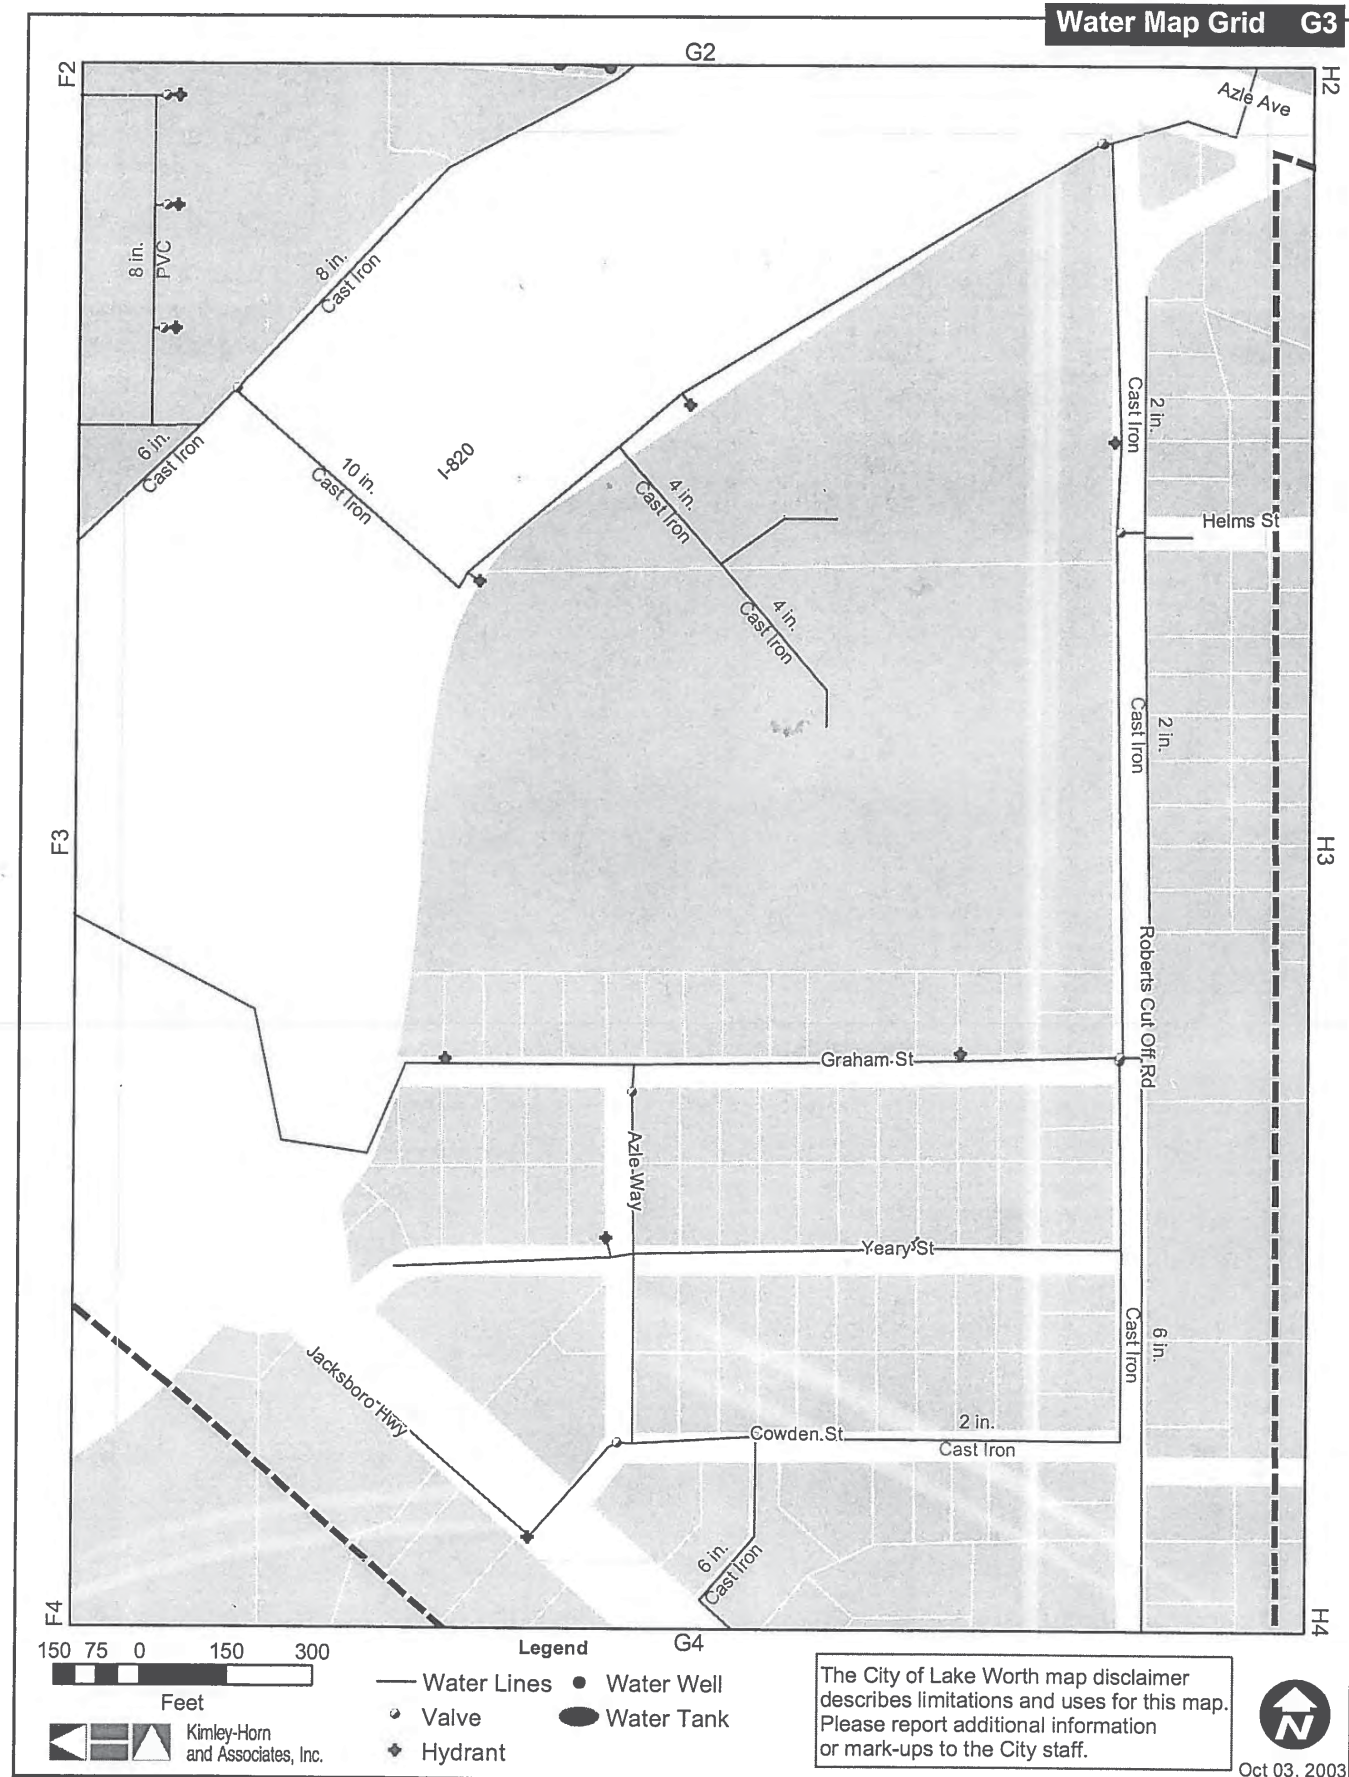 Water Map Grid G3
G2
F2
H2
Azle Ave
8 in.
PVC
8 in.
Cast Iron
6 in.
Cast Iron
10 in.
Cast Iron
I-820
4 in.
Cast Iron
4 in.
Cast Iron
2 in.
Cast Iron
Helms St
2 in.
Cast Iron
F3
H3
Roberts Cut Off Rd
Graham St
Azle Way
Yeary St
6 in.
Cast Iron
Jacksboro Hwy
Cowden St
2 in.
Cast Iron
6 in.
Cast Iron
F4
G4
H4
150 75 0 150 300
Feet
Kimley-Horn
and Associates, Inc.
Legend
Water Lines
Valve
Hydrant
Water Well
Water Tank
The City of Lake Worth map disclaimer
describes limitations and uses for this map.
Please report additional information
or mark-ups to the City staff.
N
Oct 03, 2003